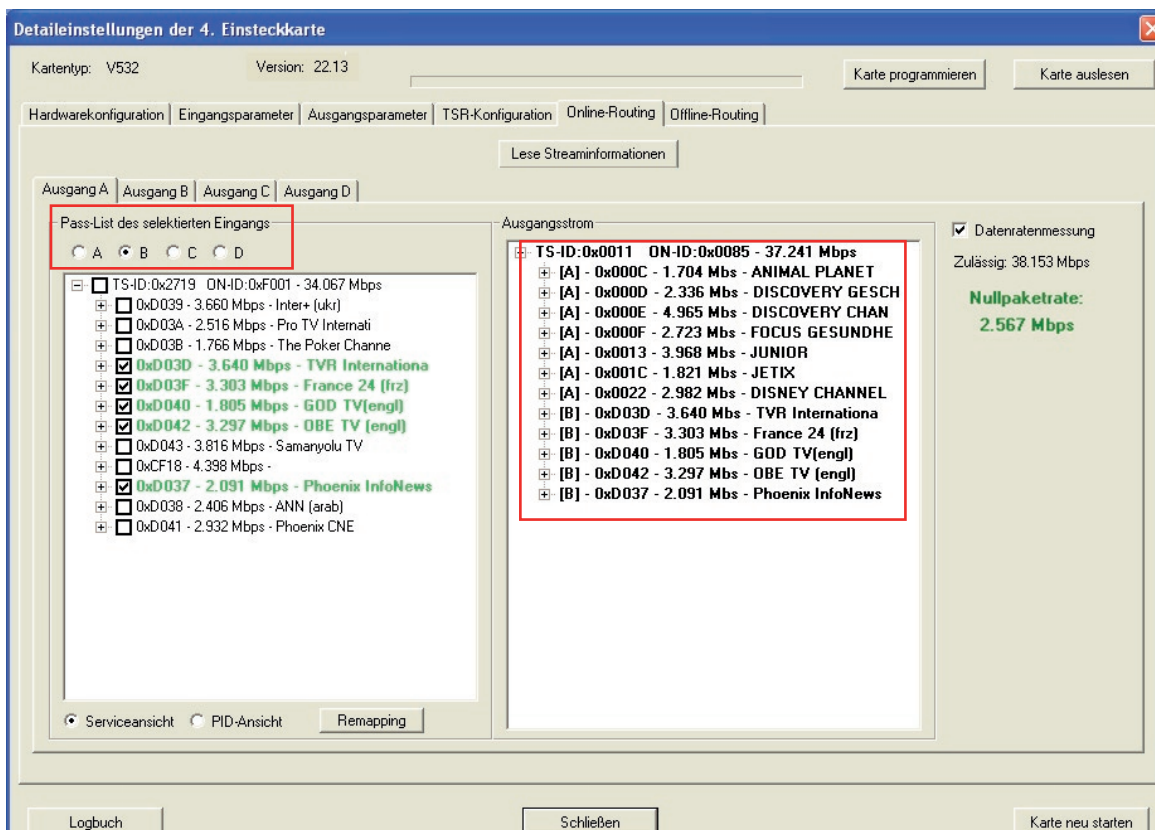 Detaileinstellungen der 4. Einsteckkarte
Kartentyp: V532 Version: 22.13 Karte programmieren Karte auslesen
Hardwarekonfiguration Eingangsparameter Ausgangsparameter TSR-Konfiguration Online-Routing Offline-Routing
Lese Streaminformationen
Ausgang A Ausgang B Ausgang C Ausgang D
Pass-List des selektierten Eingangs
A B C D
TS-ID:0x2719 ON-ID:0xF001 - 34.067 Mbps
0xD039 - 3.660 Mbps - Inter+ (ukr)
0xD03A - 2.516 Mbps - Pro TV Internati
0xD03B - 1.766 Mbps - The Poker Channe
0xD03D - 3.640 Mbps - TVR Internationa
0xD03F - 3.303 Mbps - France 24 (frz)
0xD040 - 1.805 Mbps - GOD TV(engl)
0xD042 - 3.297 Mbps - OBE TV (engl)
0xD043 - 3.816 Mbps - Samanyolu TV
0xCF18 - 4.398 Mbps -
0xD037 - 2.091 Mbps - Phoenix InfoNews
0xD038 - 2.406 Mbps - ANN (arab)
0xD041 - 2.932 Mbps - Phoenix CNE
Serviceansicht PID-Ansicht Remapping
Ausgangsstrom
TS-ID:0x0011 ON-ID:0x0085 - 37.241 Mbps
[A] - 0x000C - 1.704 Mbs - ANIMAL PLANET
[A] - 0x000D - 2.336 Mbs - DISCOVERY GESCH
[A] - 0x000E - 4.965 Mbs - DISCOVERY CHAN
[A] - 0x000F - 2.723 Mbs - FOCUS GESUNDHE
[A] - 0x0013 - 3.968 Mbs - JUNIOR
[A] - 0x001C - 1.821 Mbs - JETIX
[A] - 0x0022 - 2.982 Mbs - DISNEY CHANNEL
[B] - 0xD03D - 3.640 Mbs - TVR Internationa
[B] - 0xD03F - 3.303 Mbs - France 24 (frz)
[B] - 0xD040 - 1.805 Mbs - GOD TV(engl)
[B] - 0xD042 - 3.297 Mbs - OBE TV (engl)
[B] - 0xD037 - 2.091 Mbs - Phoenix InfoNews
Datenratenmessung
Zulässig: 38.153 Mbps
Nullpaketrate:
2.567 Mbps
Logbuch Schließen Karte neu starten